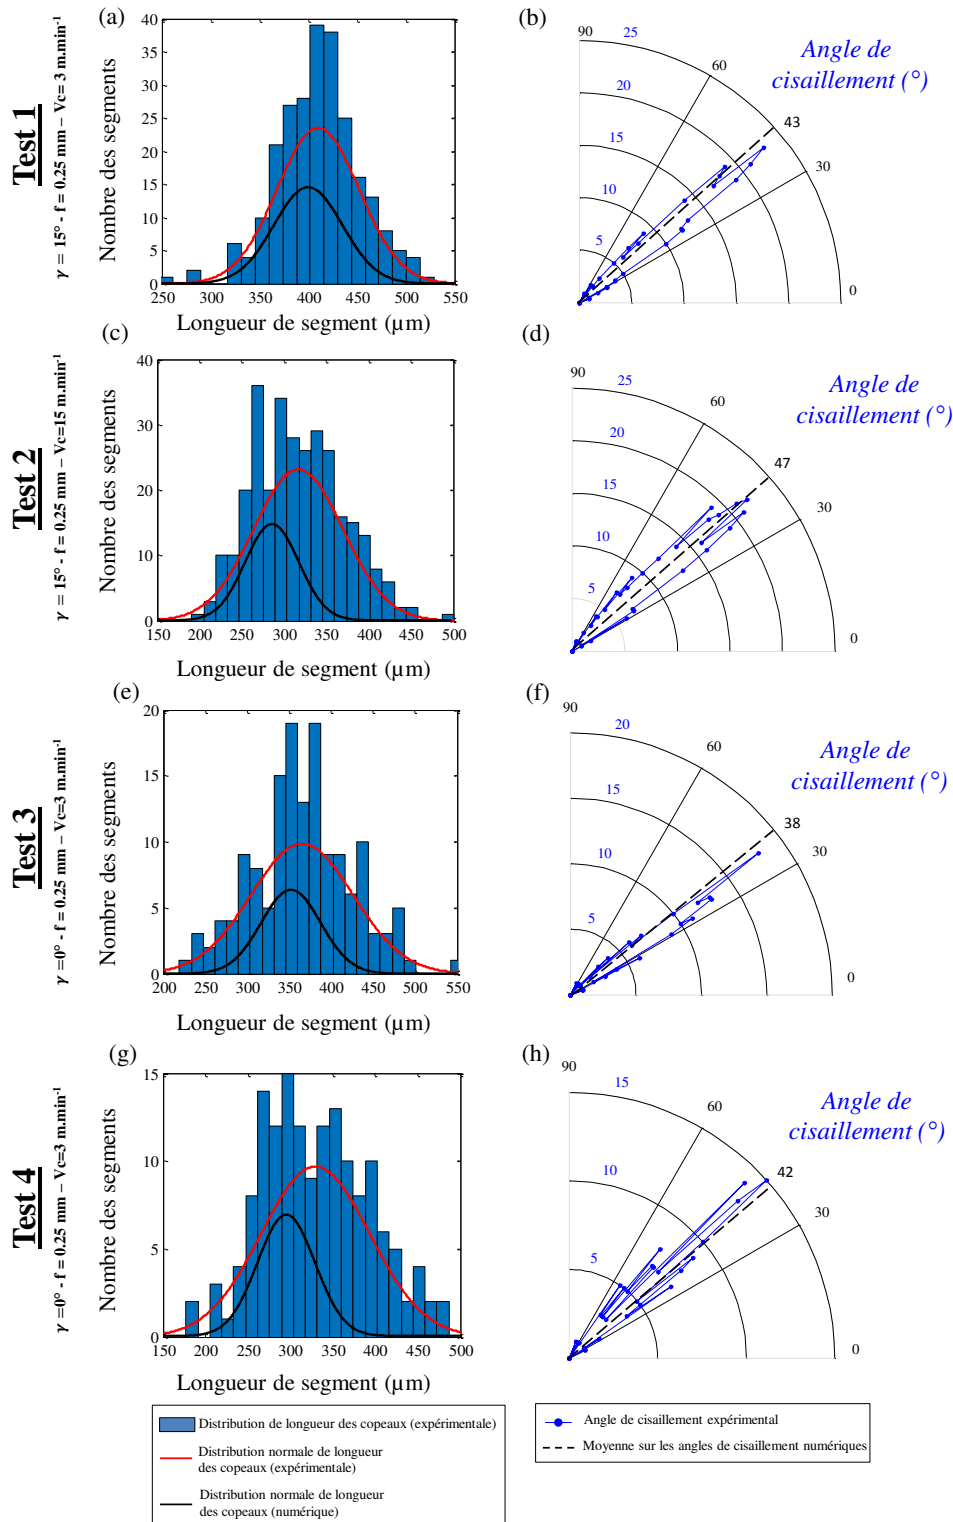 Test 1
γ = 15° - f = 0.25 mm – Vc= 3 m.min-1
(a)
Nombre des segments
40
35
30
25
20
15
10
5
0
250 300 350 400 450 500 550
Longueur de segment (µm)
(b)
90
25
20
15
10
5
60
43
30
0
Angle de
cisaillement (°)
Test 2
γ = 15° - f = 0.25 mm – Vc=15 m.min-1
(c)
Nombre des segments
40
30
20
10
0
150 200 250 300 350 400 450 500
Longueur de segment (µm)
(d)
90
25
20
15
10
5
60
47
30
0
Angle de
cisaillement (°)
Test 3
γ =0° - f = 0.25 mm – Vc=3 m.min-1
(e)
Nombre des segments
20
15
10
5
0
200 250 300 350 400 450 500 550
Longueur de segment (µm)
(f)
90
20
15
10
5
60
38
30
0
Angle de
cisaillement (°)
Test 4
γ =0° - f = 0.25 mm – Vc=3 m.min-1
(g)
Nombre des segments
15
10
5
0
150 200 250 300 350 400 450 500
Longueur de segment (µm)
(h)
90
15
10
5
60
42
30
0
Angle de
cisaillement (°)
Distribution de longueur des copeaux (expérimentale)
Distribution normale de longueur
des copeaux (expérimentale)
Distribution normale de longueur
des copeaux (numérique)
Angle de cisaillement expérimental
Moyenne sur les angles de cisaillement numériques